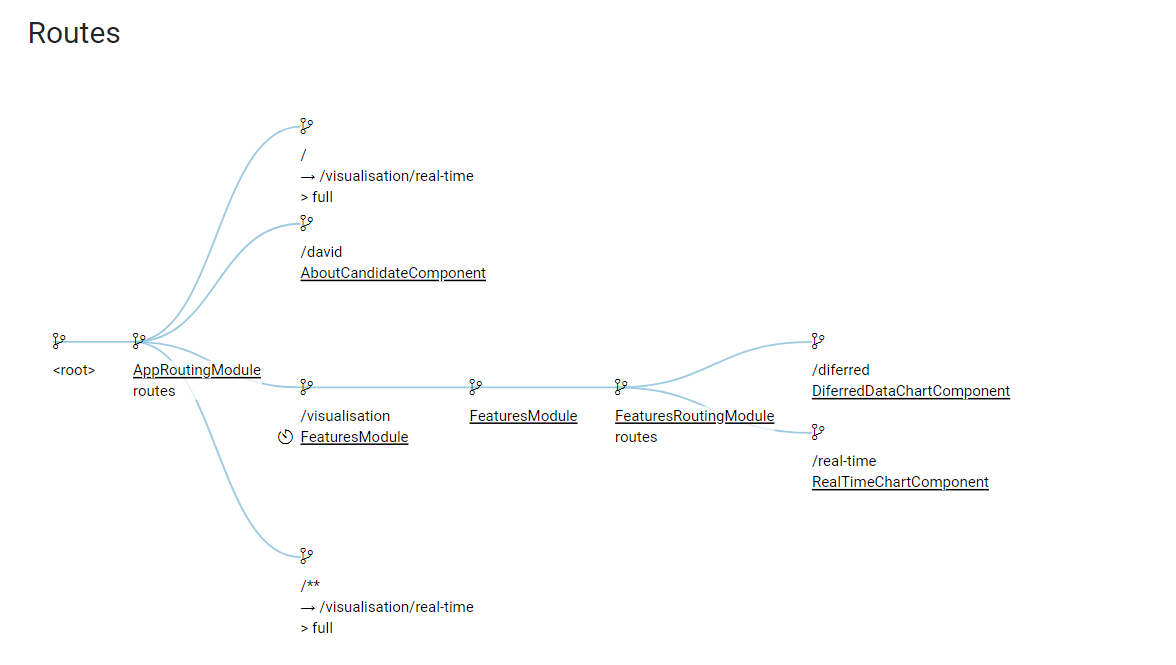 Routes
/
→ /visualisation/real-time
> full
/david
AboutCandidateComponent
<root>
AppRoutingModule
routes
/visualisation
FeaturesModule
FeaturesModule
FeaturesRoutingModule
routes
/diferred
DiferredDataChartComponent
/real-time
RealTimeChartComponent
/**
→ /visualisation/real-time
> full